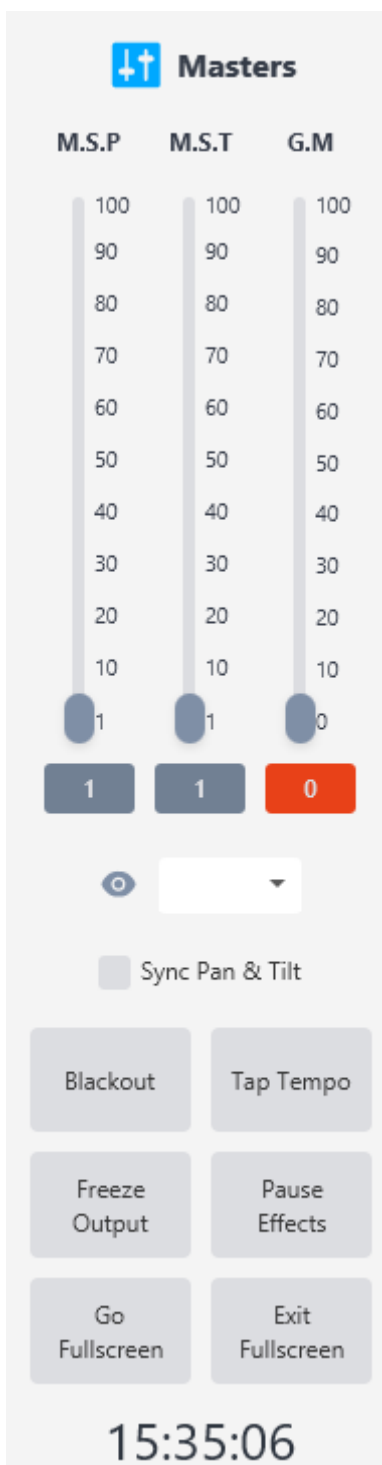 Masters
M.S.P M.S.T G.M
100 100 100
90 90 90
80 80 80
70 70 70
60 60 60
50 50 50
40 40 40
30 30 30
20 20 20
10 10 10
1 1 0
1 1 0
Sync Pan & Tilt
Blackout Tap Tempo
Freeze Pause
Output Effects
Go Exit
Fullscreen Fullscreen
15:35:06